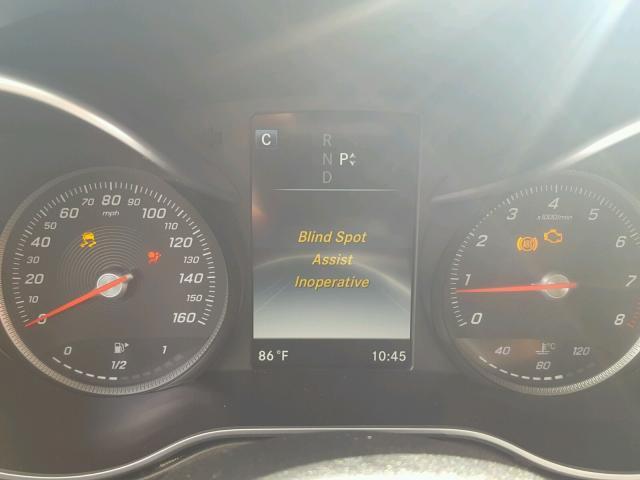 C
R
N P
D
Blind Spot
Assist
Inoperative
86 °F 10:45
0 10 20 30 40 50 60 70 80 90 100 110 120 130 140 150 160
mph
0 1/2 1
0 1 2 3 4 5 6 7 8
x1000/min
ABS
40 80 120
°C